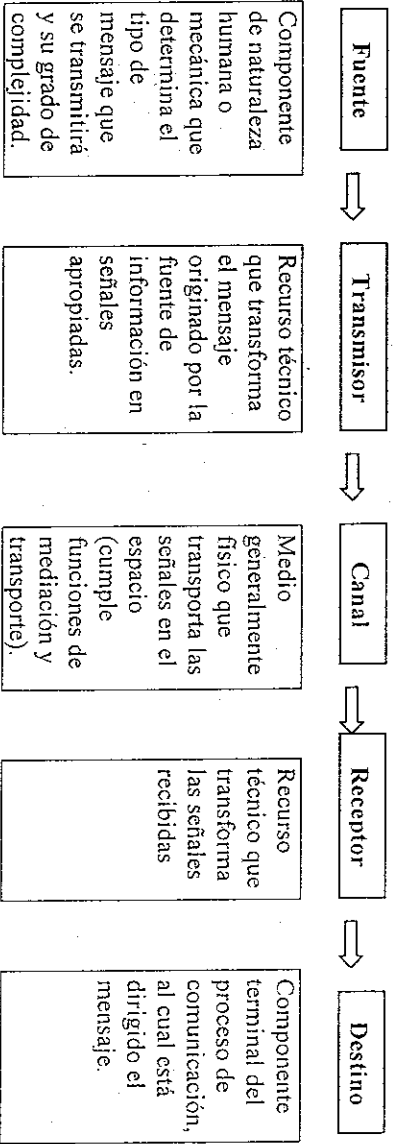 Fuente
Transmisor
Canal
Receptor
Destino
Componente
de naturaleza
humana o
mecánica que
determina el
tipo de
mensaje que
se transmitirá
y su grado de
complejidad.
Recurso técnico
que transforma
el mensaje
originado por la
fuente de
información en
señales
apropiadas.
Medio
generalmente
físico que
transporta las
señales en el
espacio
(cumple
funciones de
mediación y
transporte).
Recurso
técnico que
transforma
las señales
recibidas
Componente
terminal del
proceso de
comunicación,
al cual está
dirigido el
mensaje.